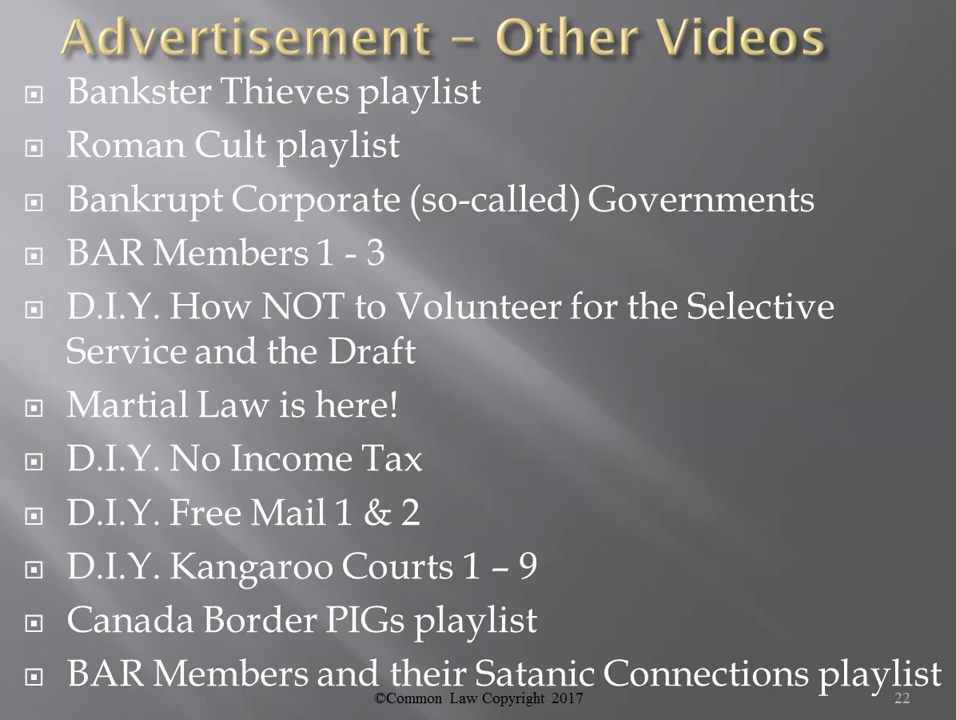 Advertisement – Other Videos
Bankster Thieves playlist
Roman Cult playlist
Bankrupt Corporate (so-called) Governments
BAR Members 1 - 3
D.I.Y. How NOT to Volunteer for the Selective
Service and the Draft
Martial Law is here!
D.I.Y. No Income Tax
D.I.Y. Free Mail 1 & 2
D.I.Y. Kangaroo Courts 1 – 9
Canada Border PIGs playlist
BAR Members and their Satanic Connections playlist
©Common Law Copyright 2017
22